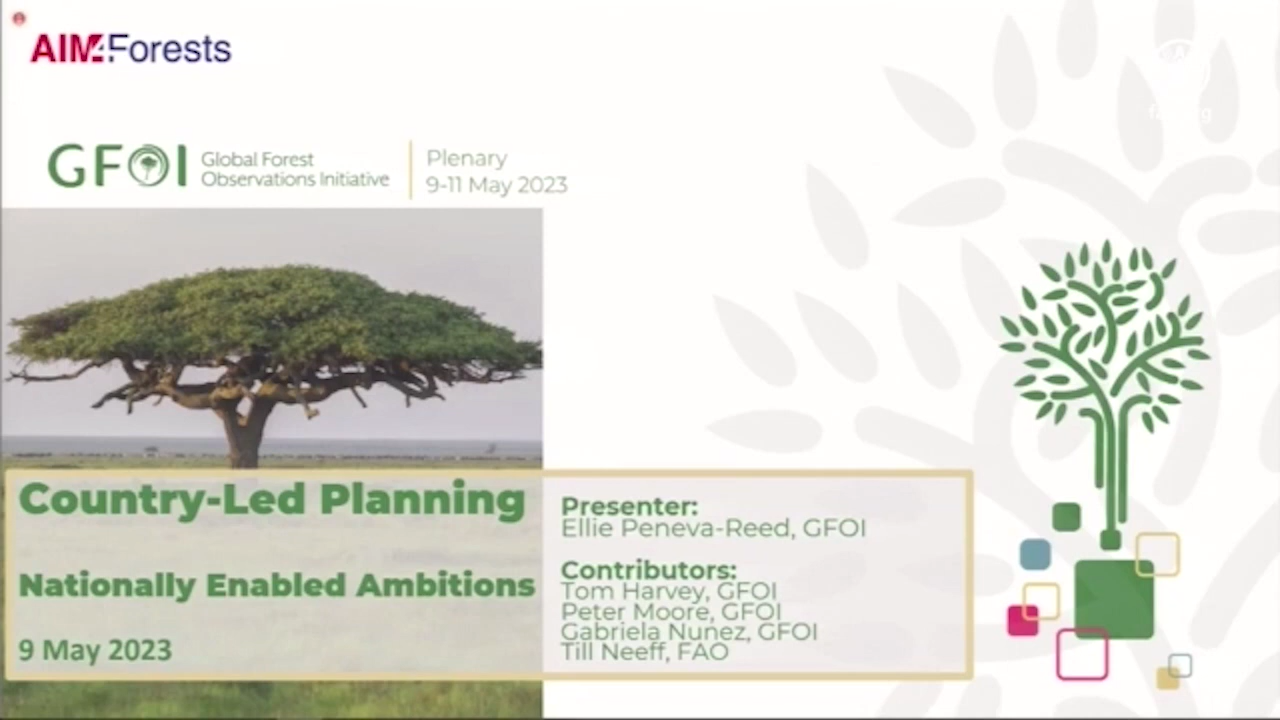 AIM4Forests
GFOI
Global Forest
Observations Initiative
Plenary
9-11 May 2023
Country-Led Planning
Nationally Enabled Ambitions
9 May 2023
Presenter:
Ellie Peneva-Reed, GFOI
Contributors:
Tom Harvey, GFOI
Peter Moore, GFOI
Gabriela Nunez, GFOI
Till Neeff, FAO